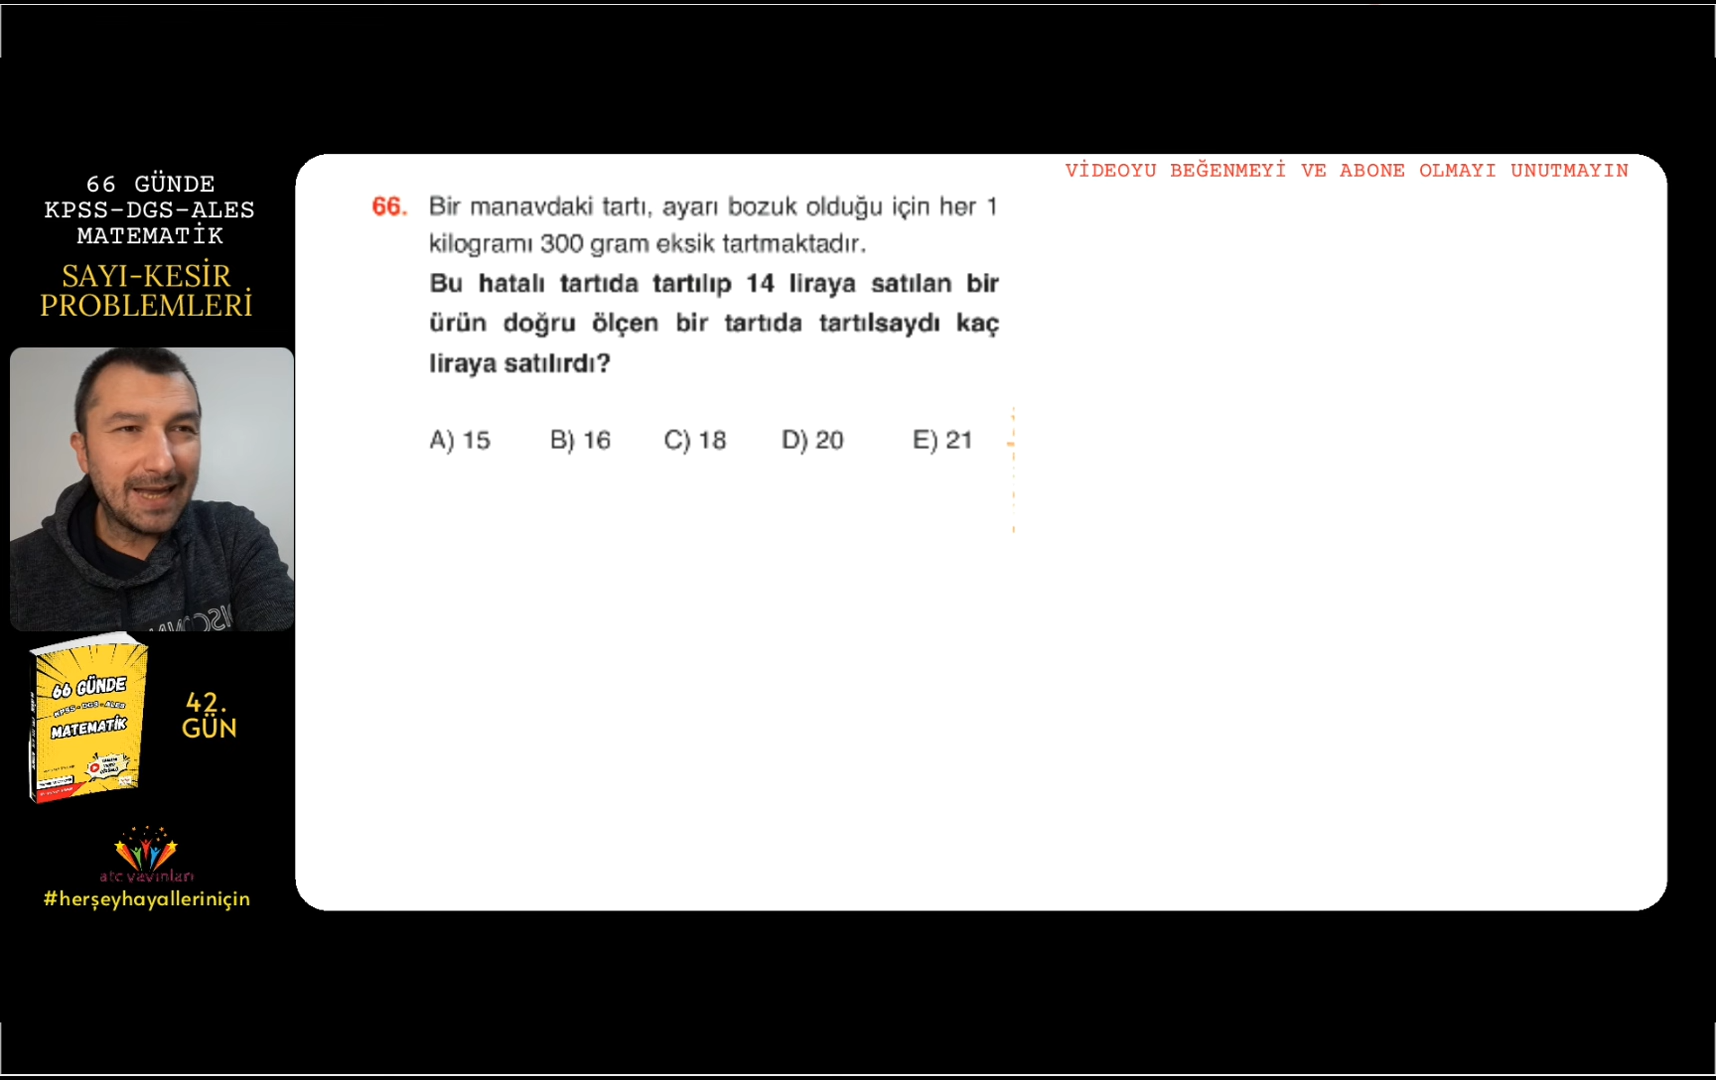 VİDEOYU BEĞENMEYİ VE ABONE OLMAYI UNUTMAYIN
66 GÜNDE
KPSS-DGS-ALES
MATEMATİK
SAYI-KESİR
PROBLEMLERİ
66. Bir manavdaki tartı, ayarı bozuk olduğu için her 1
kilogramı 300 gram eksik tartmaktadır.
Bu hatalı tartıda tartılıp 14 liraya satılan bir
ürün doğru ölçen bir tartıda tartılsaydı kaç
liraya satılırdı?
A) 15 B) 16 C) 18 D) 20 E) 21
66 GÜNDE
KPSS-DGS-ALES
MATEMATİK
42.
GÜN
atc yayınları
#herşeyhayalleriniçin